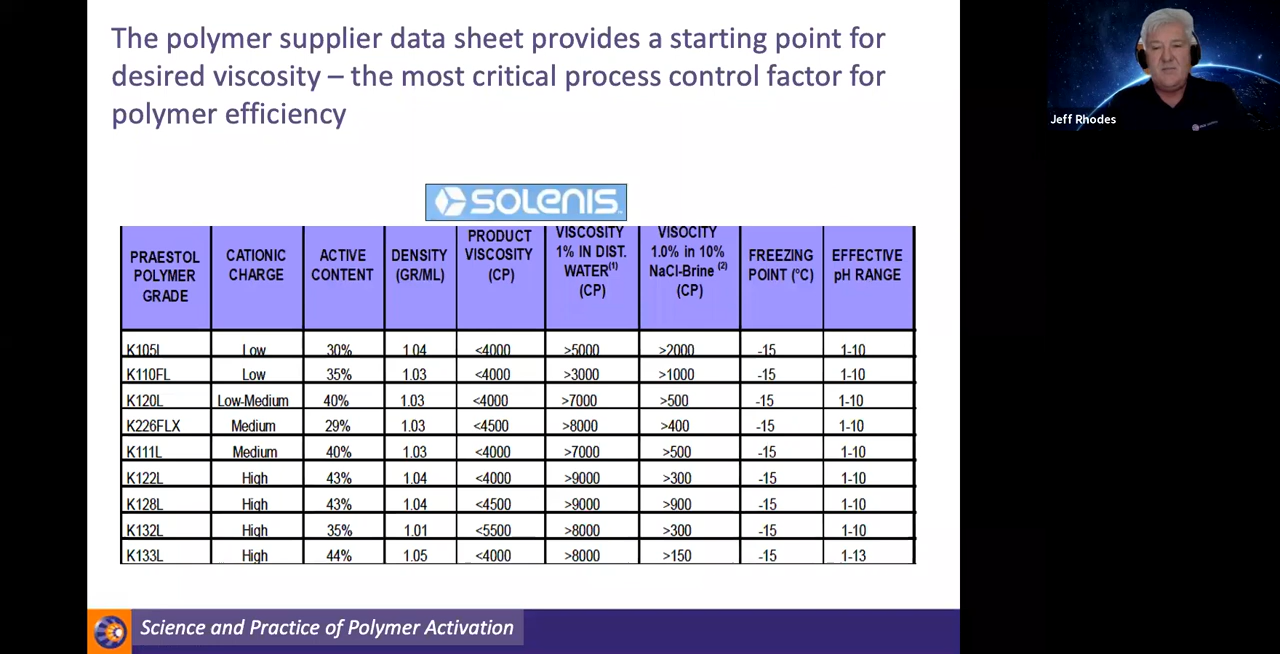 The polymer supplier data sheet provides a starting point for
desired viscosity – the most critical process control factor for
polymer efficiency
Jeff Rhodes
SOLENIS
PRAESTOL POLYMER GRADE CATIONIC CHARGE ACTIVE CONTENT DENSITY (GR/ML) PRODUCT VISCOSITY (CP) VISCOSITY 1% IN DIST. WATER(1) (CP) VISOCITY 1.0% in 10% NaCl-Brine (2) (CP) FREEZING POINT (°C) EFFECTIVE pH RANGE
K105L Low 30% 1.04 <4000 >5000 >2000 -15 1-10
K110FL Low 35% 1.03 <4000 >3000 >1000 -15 1-10
K120L Low-Medium 40% 1.03 <4000 >7000 >500 -15 1-10
K226FLX Medium 29% 1.03 <4500 >8000 >400 -15 1-10
K111L Medium 40% 1.03 <4000 >7000 >500 -15 1-10
K122L High 43% 1.04 <4000 >9000 >300 -15 1-10
K128L High 43% 1.04 <4500 >9000 >900 -15 1-10
K132L High 35% 1.01 <5500 >8000 >300 -15 1-10
K133L High 44% 1.05 <4000 >8000 >150 -15 1-13
Science and Practice of Polymer Activation